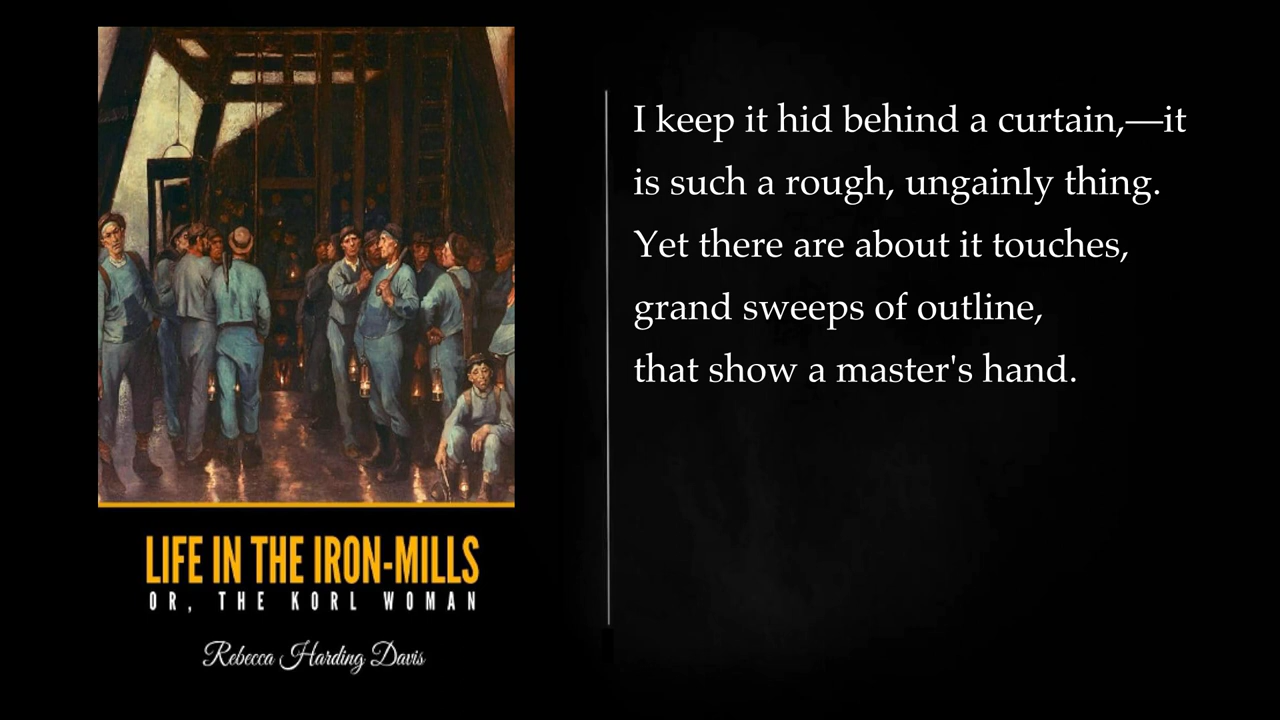 I keep it hid behind a curtain,—it
is such a rough, ungainly thing.
Yet there are about it touches,
grand sweeps of outline,
that show a master's hand.
LIFE IN THE IRON-MILLS
OR, THE KORL WOMAN
Rebecca Harding Davis